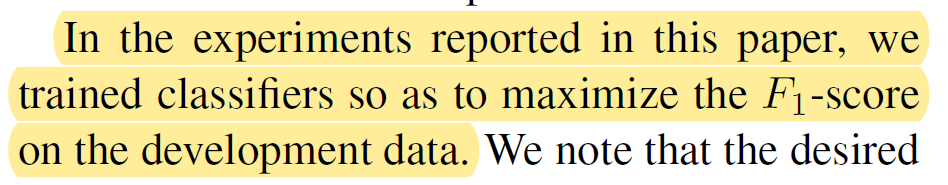 In the experiments reported in this paper, we
trained classifiers so as to maximize the F₁-score
on the development data. We note that the desired